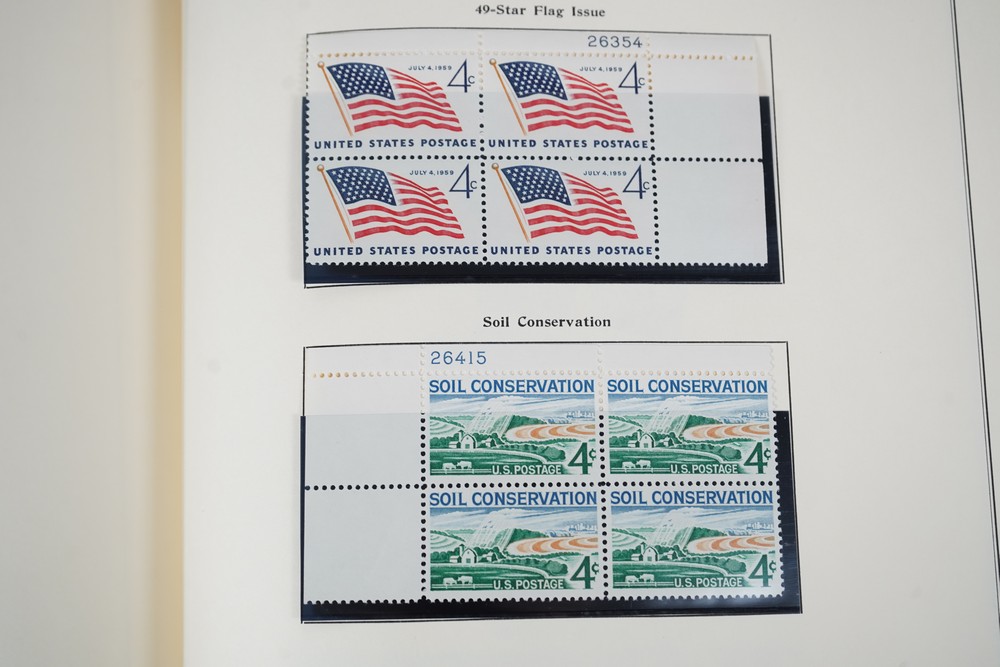 49-Star Flag Issue
26354
JULY 4, 1959 4c JULY 4, 1959 4c
UNITED STATES POSTAGE UNITED STATES POSTAGE
JULY 4, 1959 4c JULY 4, 1959 4c
UNITED STATES POSTAGE UNITED STATES POSTAGE
Soil Conservation
26415
SOIL CONSERVATION SOIL CONSERVATION
U.S. POSTAGE 4c U.S. POSTAGE 4c
SOIL CONSERVATION SOIL CONSERVATION
U.S. POSTAGE 4c U.S. POSTAGE 4c